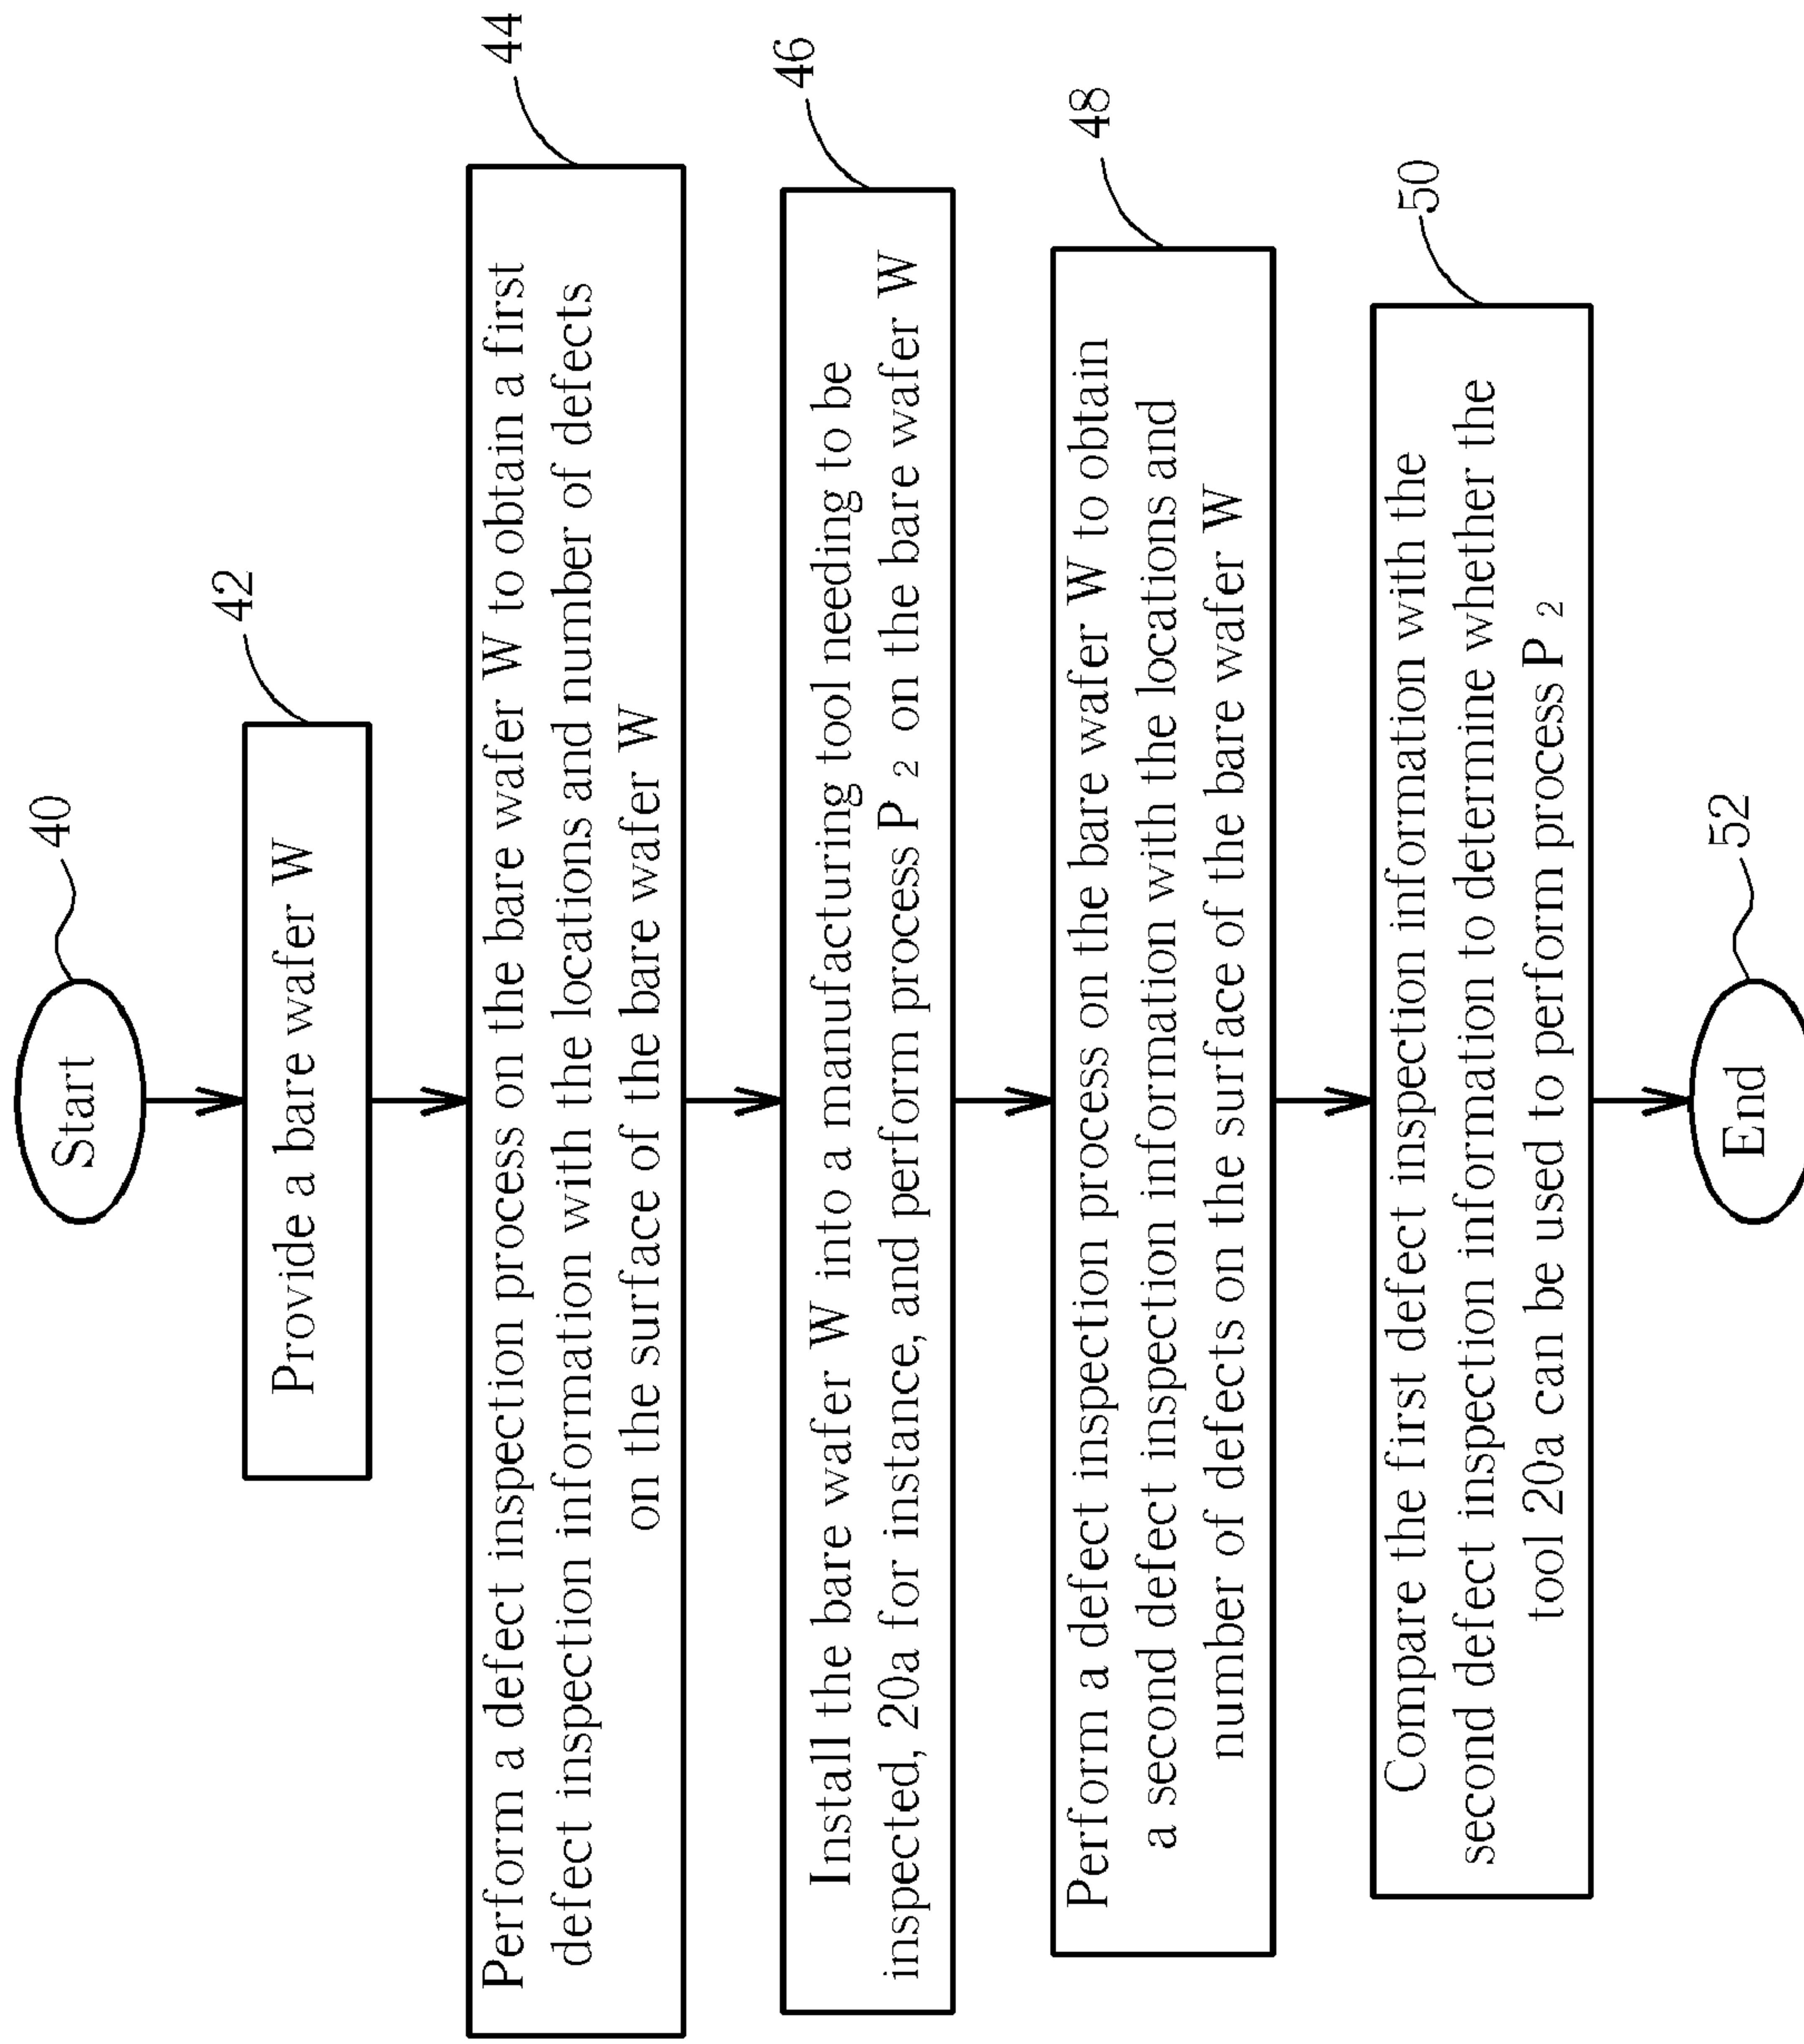 Start
40
Provide a bare wafer W
42
Perform a defect inspection process on the bare wafer W to obtain a first
defect inspection information with the locations and number of defects
on the surface of the bare wafer W
44
Install the bare wafer W into a manufacturing tool needing to be
inspected, 20a for instance, and perform process P 2 on the bare wafer W
46
Perform a defect inspection process on the bare wafer W to obtain
a second defect inspection information with the locations and
number of defects on the surface of the bare wafer W
48
Compare the first defect inspection information with the
second defect inspection information to determine whether the
tool 20a can be used to perform process P 2
50
End
52